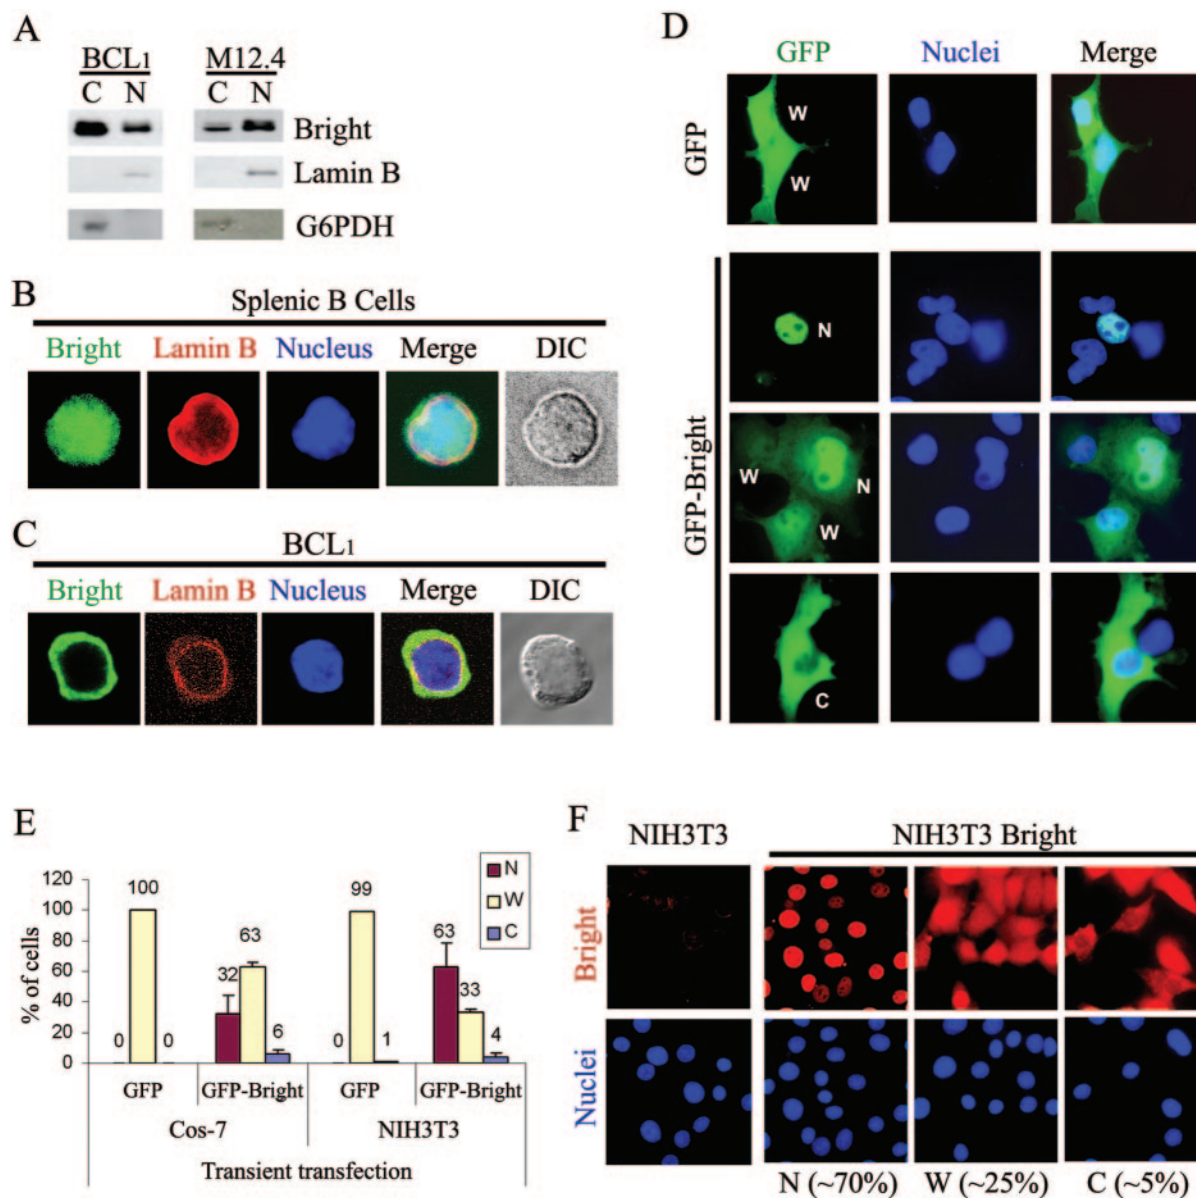 A
BCL1 M12.4
C N C N
Bright
Lamin B
G6PDH
B
Splenic B Cells
Bright Lamin B Nucleus Merge DIC
C
BCL1
Bright Lamin B Nucleus Merge DIC
D
GFP Nuclei Merge
GFP
W
W
GFP-Bright
N
W
N
W
C
E
% of cells
120
100
80
60
40
20
0
0 100 0
32 63 6
0 99 1
63 33 4
N
W
C
GFP GFP-Bright GFP GFP-Bright
Cos-7 NIH3T3
Transient transfection
F
NIH3T3 NIH3T3 Bright
Bright
Nuclei
N (~70%) W (~25%) C (~5%)